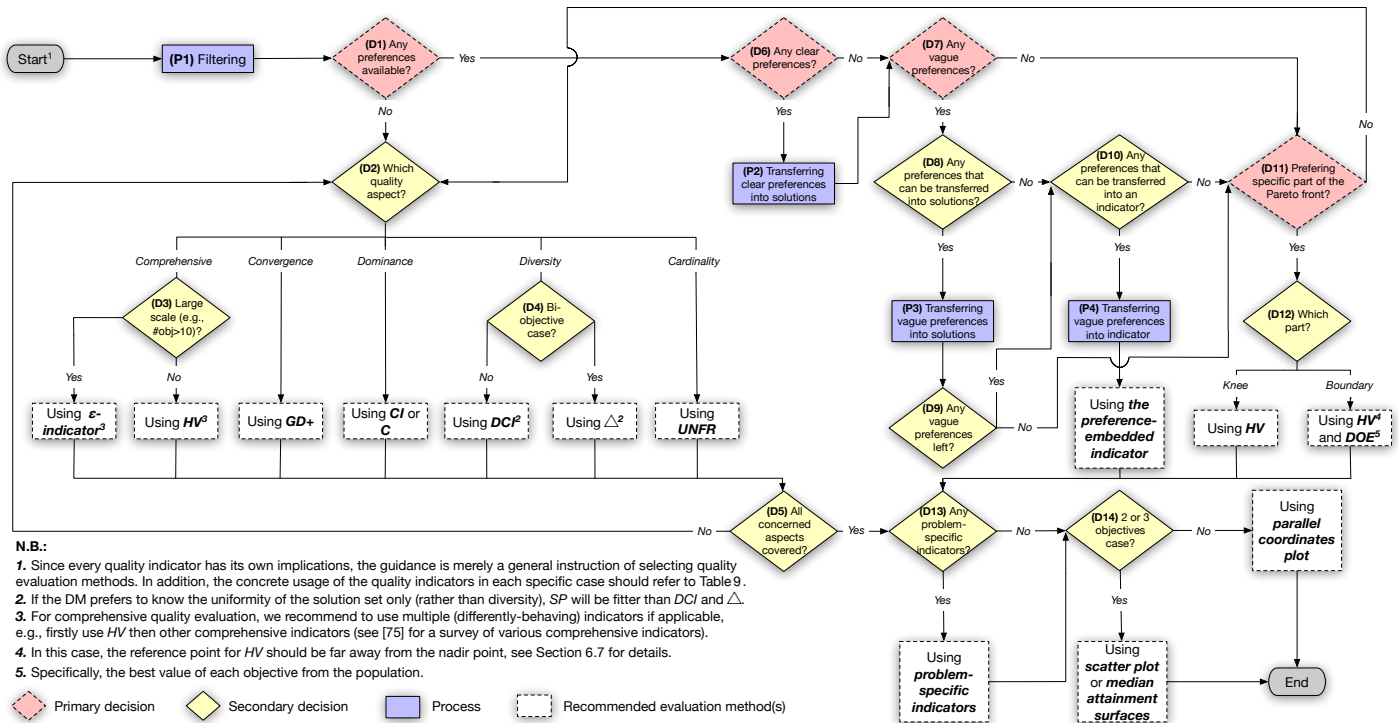 Start¹
(P1) Filtering
(D1) Any
preferences
available?
Yes
No
(D6) Any clear
preferences?
No
Yes
(D7) Any
vague
preferences?
No
Yes
No
(P2) Transferring
clear preferences
into solutions
(D2) Which
quality
aspect?
(D8) Any
preferences that
can be transferred
into solutions?
No
Yes
(D10) Any
preferences that
can be transferred
into an
indicator?
No
Yes
(D11) Prefering
specific part of the
Pareto front?
Yes
Comprehensive
Convergence
Dominance
Diversity
Cardinality
(D3) Large
scale (e.g.,
#obj>10)?
Yes
No
(D4) Bi-
objective
case?
No
Yes
(P3) Transferring
vague preferences
into solutions
(P4) Transferring
vague preferences
into indicator
(D12) Which
part?
Knee
Boundary
Using ε-
indicator³
Using HV³
Using GD+
Using CI or
C
Using DCI²
Using △²
Using
UNFR
(D9) Any
vague
preferences
left?
Yes
No
Using the
preference-
embedded
indicator
Using HV
Using HV⁴
and DOE⁵
No
(D5) All
concerned
aspects
covered?
Yes
(D13) Any
problem-
specific
indicators?
No
Yes
(D14) 2 or 3
objectives
case?
No
Yes
Using
parallel
coordinates
plot
Using
problem-
specific
indicators
Using
scatter plot
or median
attainment
surfaces
End
N.B.:
1. Since every quality indicator has its own implications, the guidance is merely a general instruction of selecting quality
evaluation methods. In addition, the concrete usage of the quality indicators in each specific case should refer to Table 9.
2. If the DM prefers to know the uniformity of the solution set only (rather than diversity), SP will be fitter than DCI and △.
3. For comprehensive quality evaluation, we recommend to use multiple (differently-behaving) indicators if applicable,
e.g., firstly use HV then other comprehensive indicators (see [75] for a survey of various comprehensive indicators).
4. In this case, the reference point for HV should be far away from the nadir point, see Section 6.7 for details.
5. Specifically, the best value of each objective from the population.
Primary decision
Secondary decision
Process
Recommended evaluation method(s)